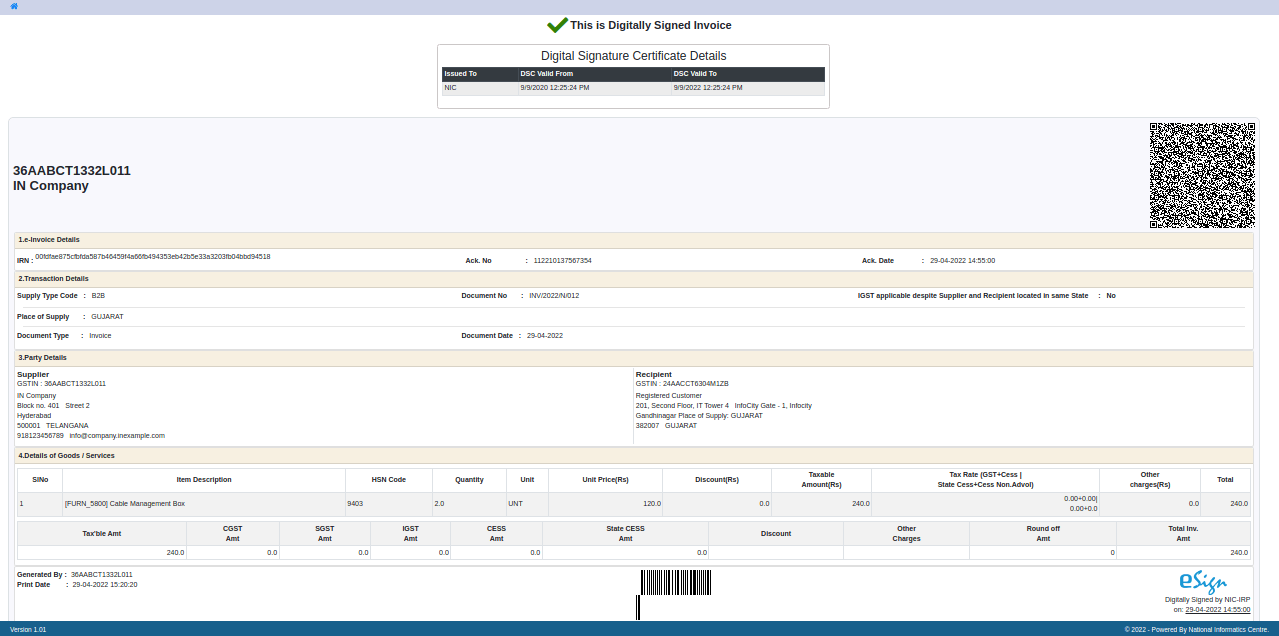 This is Digitally Signed Invoice
Digital Signature Certificate Details
Issued To DSC Valid From DSC Valid To
NIC 9/9/2020 12:25:24 PM 9/9/2022 12:25:24 PM
36AABCT1332L011
IN Company
1.e-Invoice Details
IRN : 00fdfae875cfbfda587b46459f4a66fb494353eb42b5e33a3203fb04bbd94518 Ack. No : 112210137567354 Ack. Date : 29-04-2022 14:55:00
2.Transaction Details
Supply Type Code : B2B Document No : INV/2022/N/012 IGST applicable despite Supplier and Recipient located in same State : No
Place of Supply : GUJARAT
Document Type : Invoice Document Date : 29-04-2022
3.Party Details
Supplier
GSTIN : 36AABCT1332L011
IN Company
Block no. 401 Street 2
Hyderabad
500001 TELANGANA
918123456789 info@company.inexample.com
Recipient
GSTIN : 24AACCT6304M1ZB
Registered Customer
201, Second Floor, IT Tower 4 InfoCity Gate - 1, Infocity
Gandhinagar Place of Supply: GUJARAT
382007 GUJARAT
4.Details of Goods / Services
SlNo Item Description HSN Code Quantity Unit Unit Price(Rs) Discount(Rs) Taxable Amount(Rs) Tax Rate (GST+Cess | State Cess+Cess Non.Advol) Other charges(Rs) Total
1 [FURN_5800] Cable Management Box 9403 2.0 UNT 120.0 0.0 240.0 0.00+0.00| 0.00+0.0 0.0 240.0
Tax'ble Amt CGST Amt SGST Amt IGST Amt CESS Amt State CESS Amt Discount Other Charges Round off Amt Total Inv. Amt
240.0 0.0 0.0 0.0 0.0 0.0 0 240.0
Generated By : 36AABCT1332L011
Print Date : 29-04-2022 15:20:20
eSign
Digitally Signed by NIC-IRP
on: 29-04-2022 14:55:00
Version 1.01 © 2022 - Powered By National Informatics Centre.